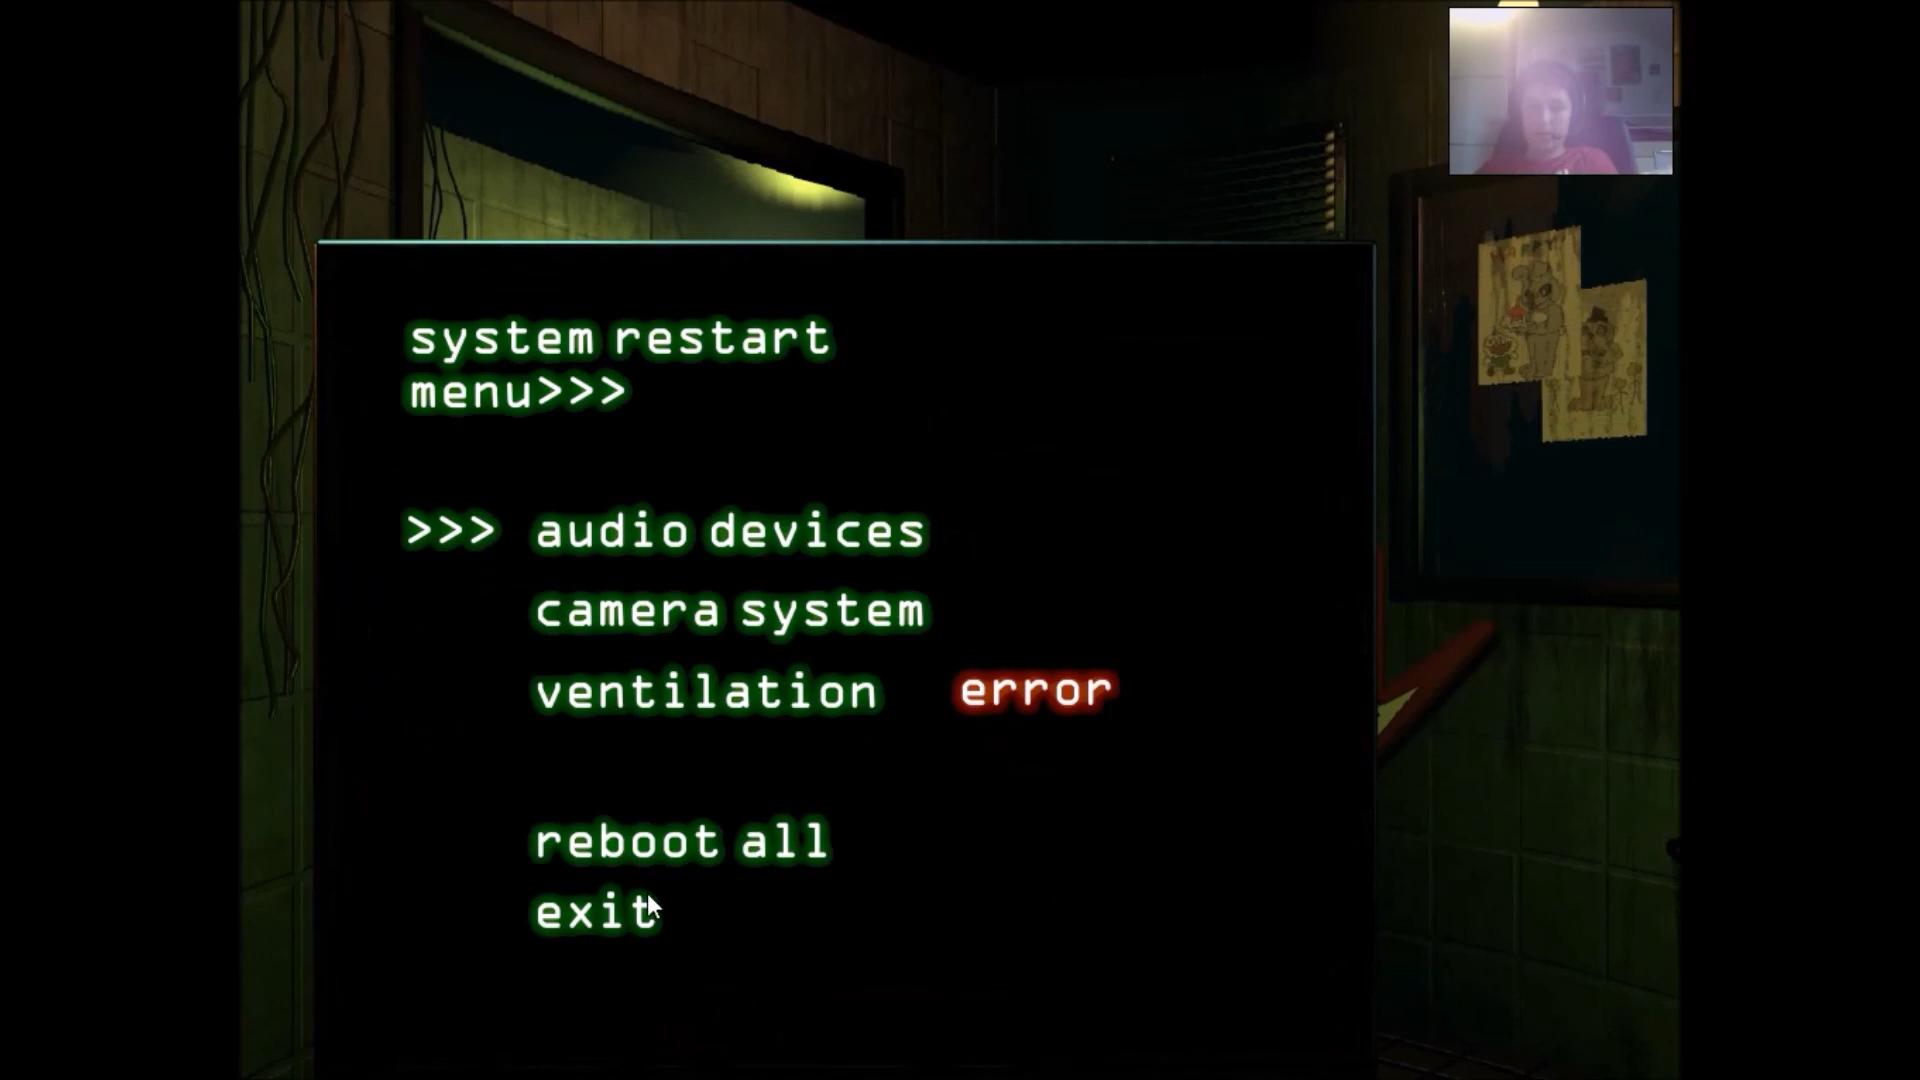 system restart
menu>>>
>>> audio devices
camera system
ventilation error
reboot all
exit